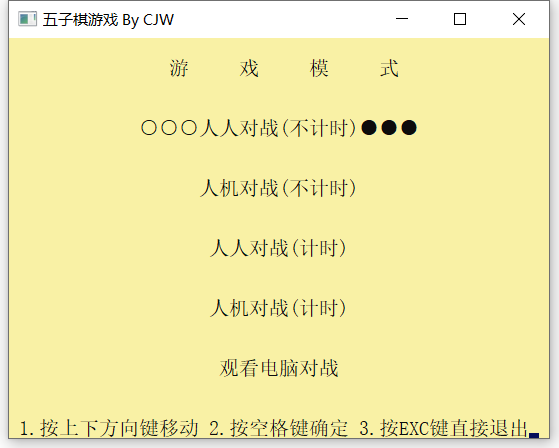 五子棋游戏 By CJW
游 戏 模 式
○○○人人对战(不计时)●●●
人机对战(不计时)
人人对战(计时)
人机对战(计时)
观看电脑对战
1.按上下方向键移动 2.按空格键确定 3.按EXC键直接退出